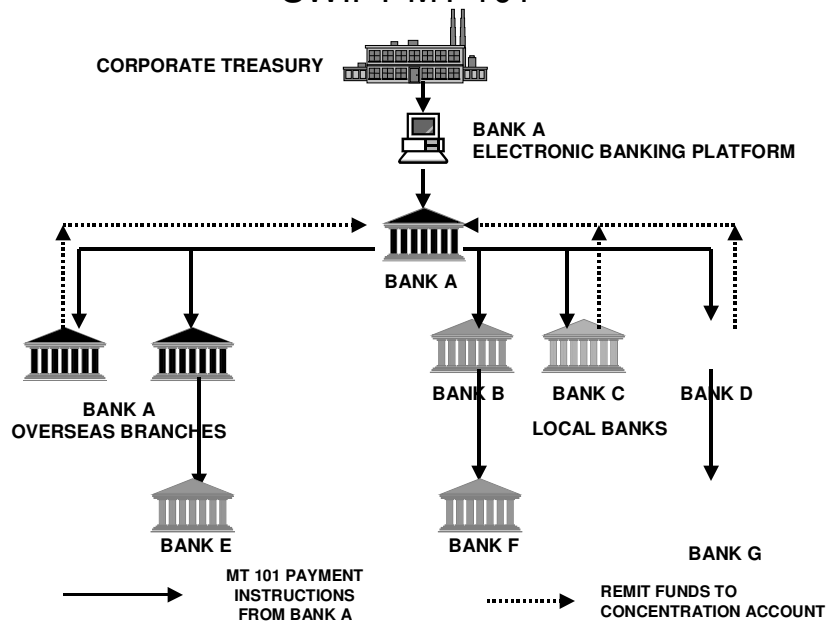 CORPORATE TREASURY
BANK A
ELECTRONIC BANKING PLATFORM
BANK A
BANK B
BANK C
BANK D
BANK A
OVERSEAS BRANCHES
LOCAL BANKS
BANK E
BANK F
BANK G
MT 101 PAYMENT
INSTRUCTIONS
FROM BANK A
REMIT FUNDS TO
CONCENTRATION ACCOUNT